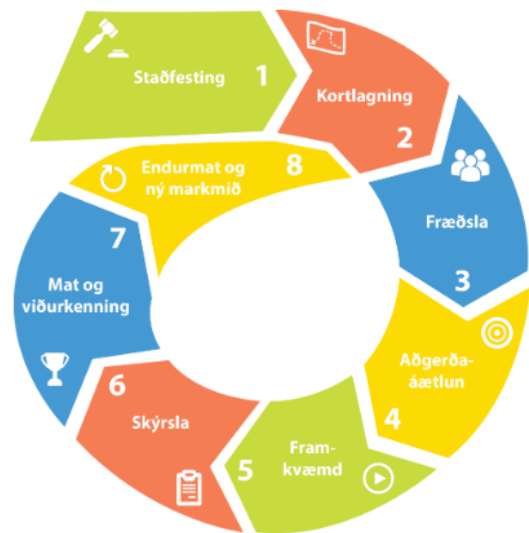 Staðfesting 1
Kortlagning
2
Fræðsla
3
Aðgerða-
áætlun
4
Fram-
kvæmd
5
6
Skýrsla
7
Mat og
viðurkenning
8
Endurmat og
ný markmið